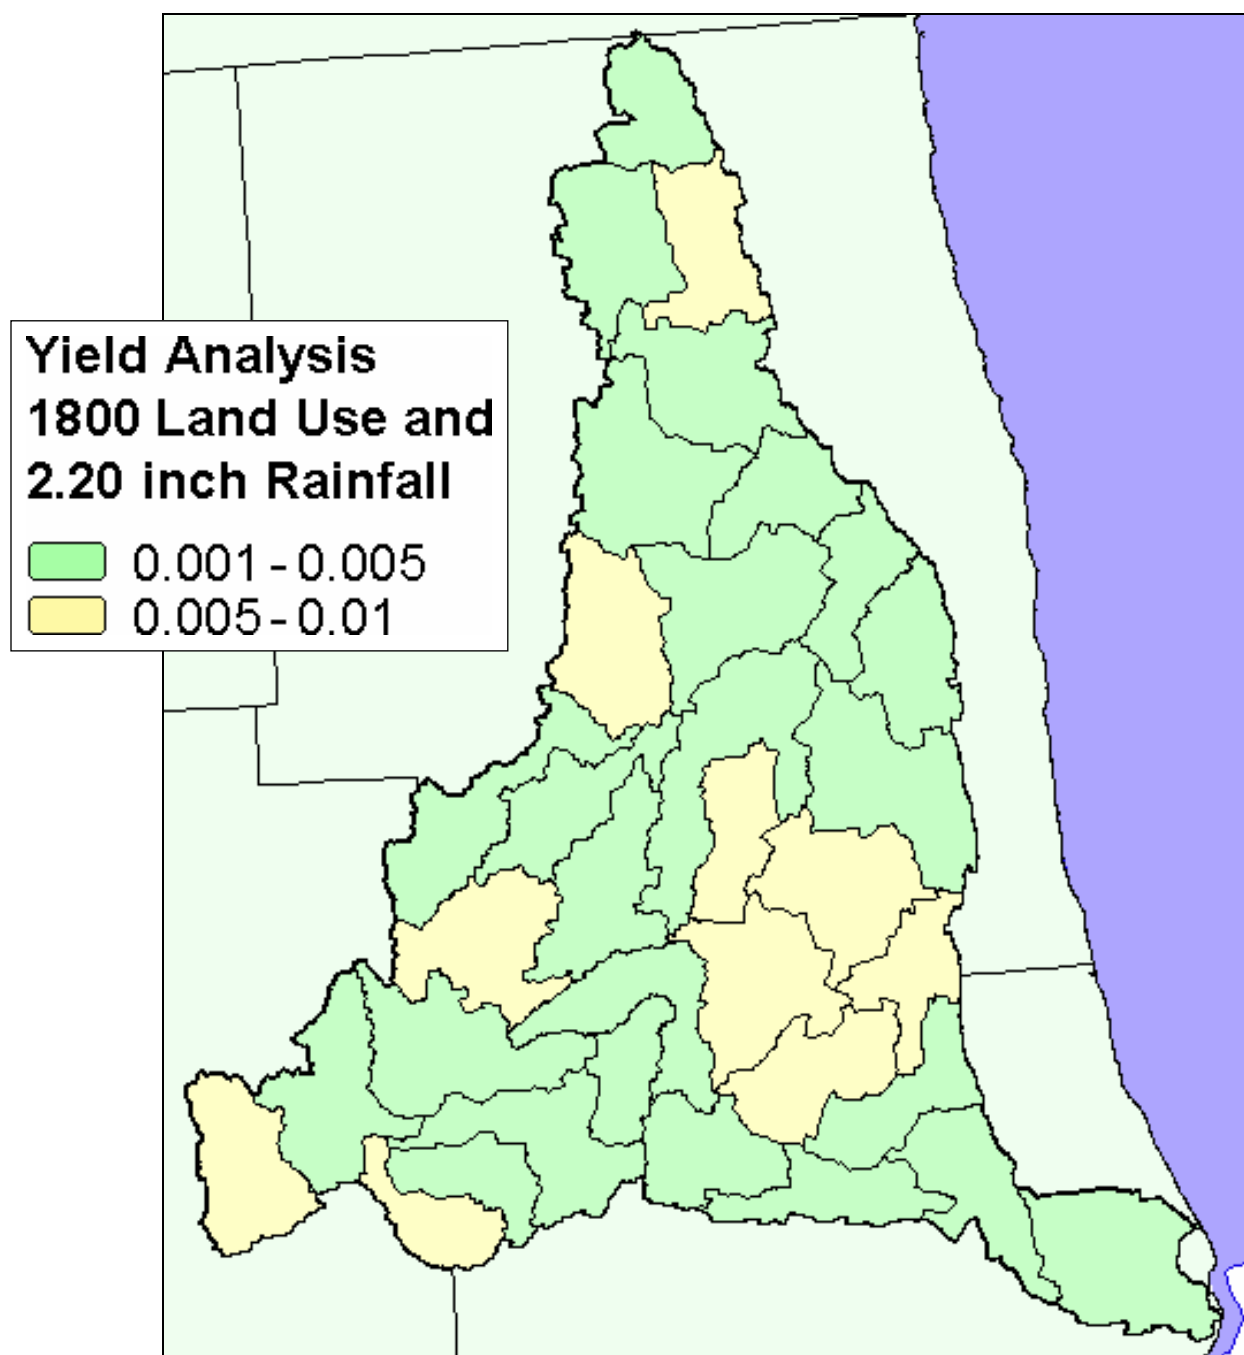 Yield Analysis
1800 Land Use and
2.20 inch Rainfall
0.001 - 0.005
0.005 - 0.01